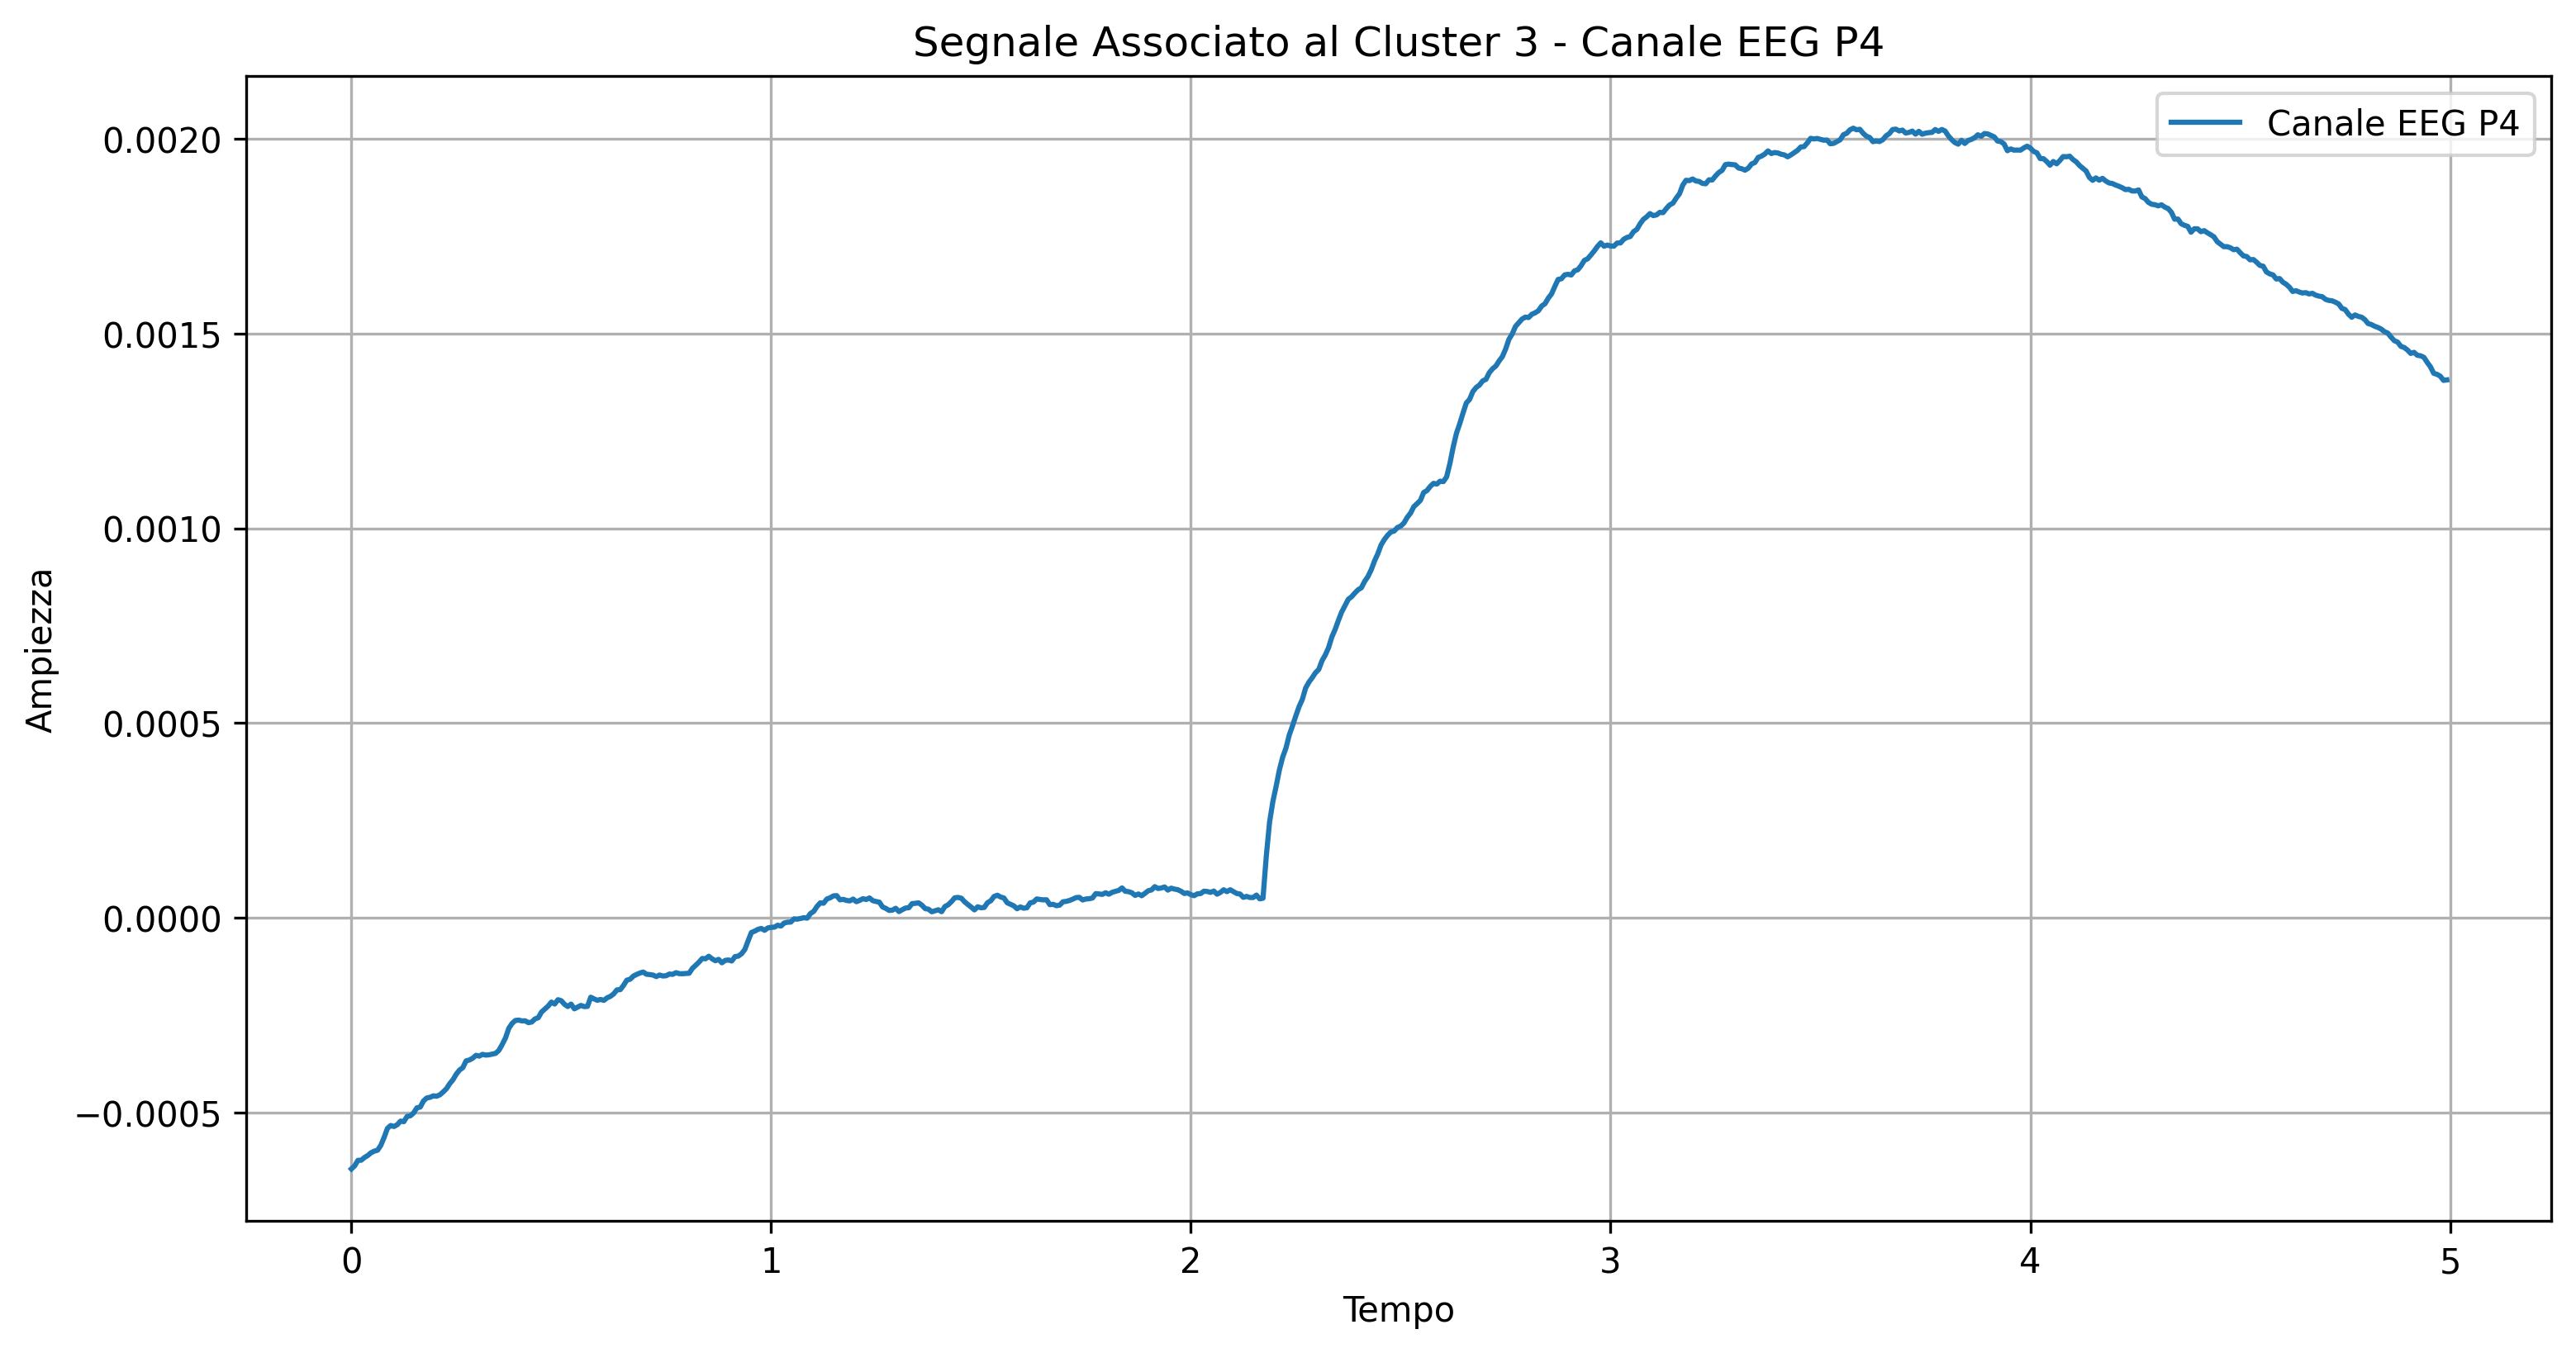 Segnale Associato al Cluster 3 - Canale EEG P4
Canale EEG P4
0.0020
0.0015
0.0010
0.0005
0.0000
−0.0005
Ampiezza
0 1 2 3 4 5
Tempo